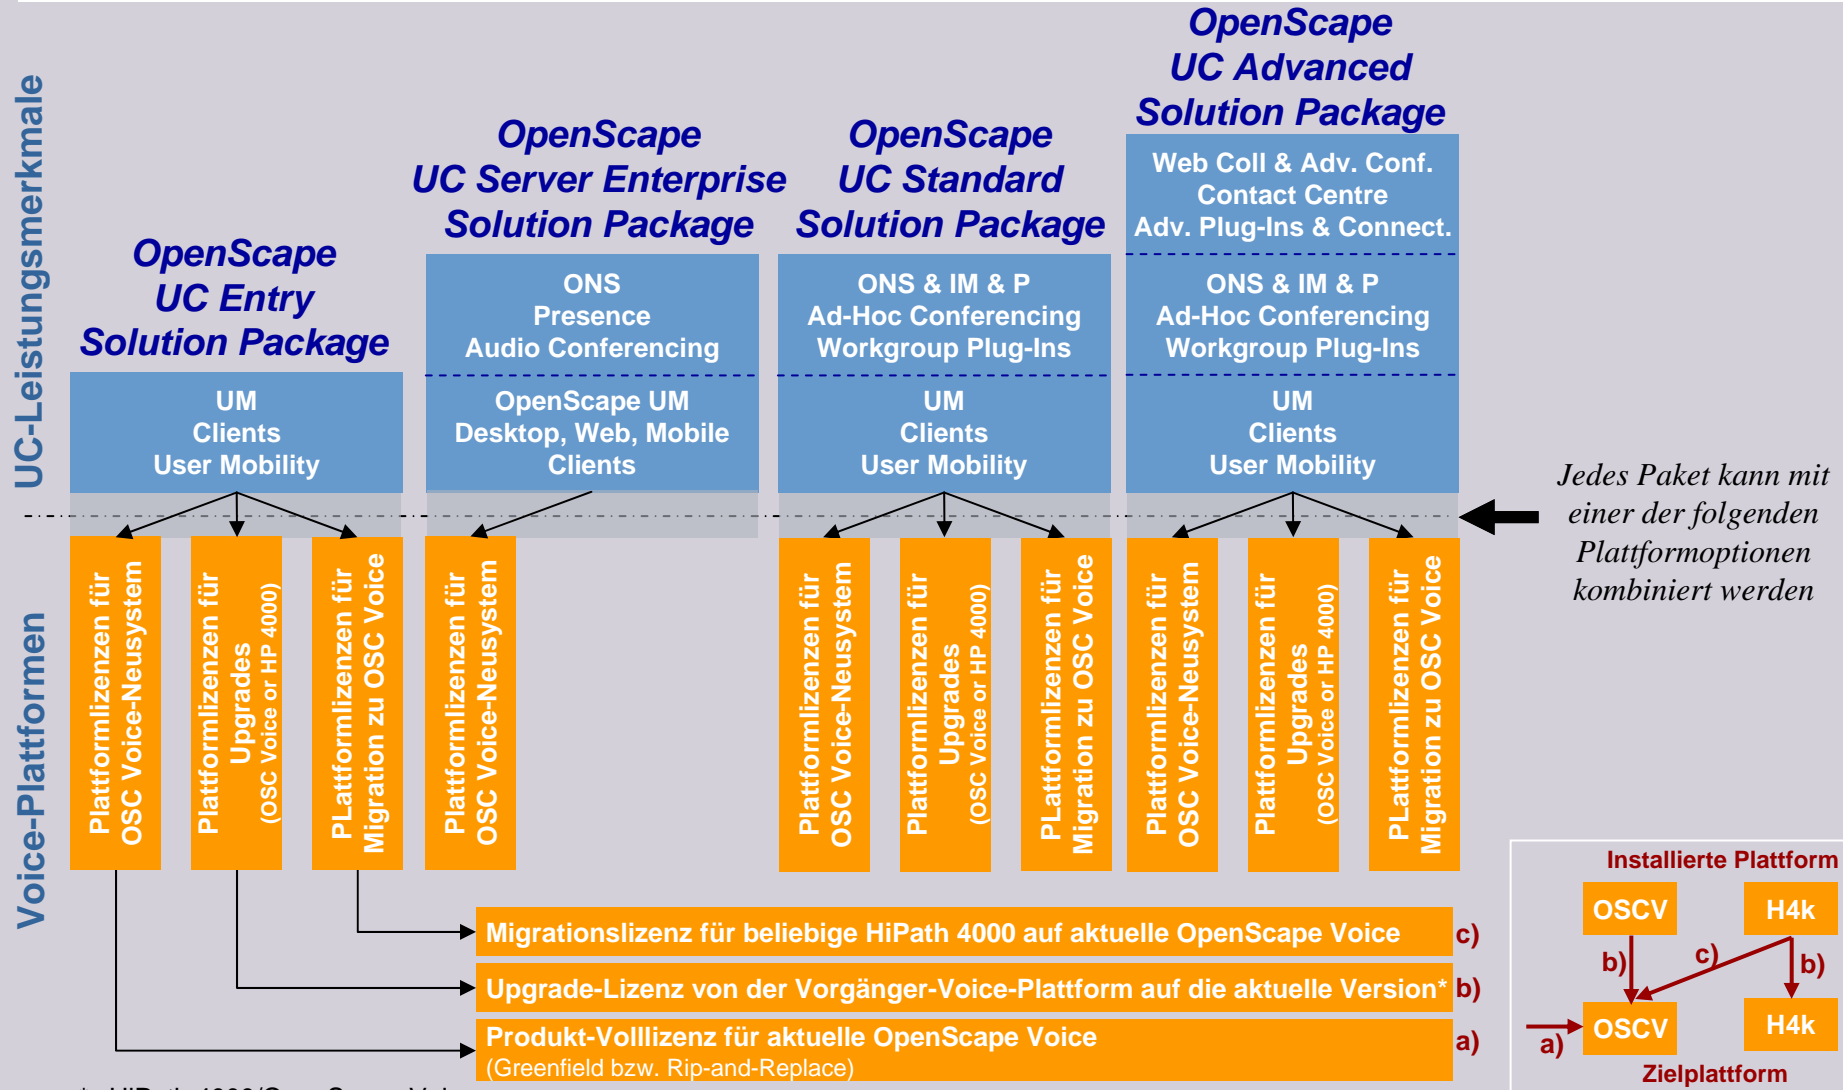 UC-Leistungsmerkmale
Voice-Plattformen
OpenScape
UC Entry
Solution Package
UM
Clients
User Mobility
OpenScape
UC Server Enterprise
Solution Package
ONS
Presence
Audio Conferencing
OpenScape UM
Desktop, Web, Mobile
Clients
OpenScape
UC Standard
Solution Package
ONS & IM & P
Ad-Hoc Conferencing
Workgroup Plug-Ins
UM
Clients
User Mobility
OpenScape
UC Advanced
Solution Package
Web Coll & Adv. Conf.
Contact Centre
Adv. Plug-Ins & Connect.
ONS & IM & P
Ad-Hoc Conferencing
Workgroup Plug-Ins
UM
Clients
User Mobility
Jedes Paket kann mit
einer der folgenden
Plattformoptionen
kombiniert werden
Plattformlizenzen für
OSC Voice-Neusystem
Plattformlizenzen für
Upgrades
(OSC Voice or HP 4000)
PLattformlizenzen für
Migration zu OSC Voice
Plattformlizenzen für
OSC Voice-Neusystem
Plattformlizenzen für
OSC Voice-Neusystem
Plattformlizenzen für
Upgrades
(OSC Voice or HP 4000)
PLattformlizenzen für
Migration zu OSC Voice
Plattformlizenzen für
OSC Voice-Neusystem
Plattformlizenzen für
Upgrades
(OSC Voice or HP 4000)
PLattformlizenzen für
Migration zu OSC Voice
Migrationslizenz für beliebige HiPath 4000 auf aktuelle OpenScape Voice c)
Upgrade-Lizenz von der Vorgänger-Voice-Plattform auf die aktuelle Version* b)
Produkt-Volllizenz für aktuelle OpenScape Voice a)
(Greenfield bzw. Rip-and-Replace)
Installierte Plattform
OSCV H4k
b) c) b)
a) OSCV H4k
Zielplattform